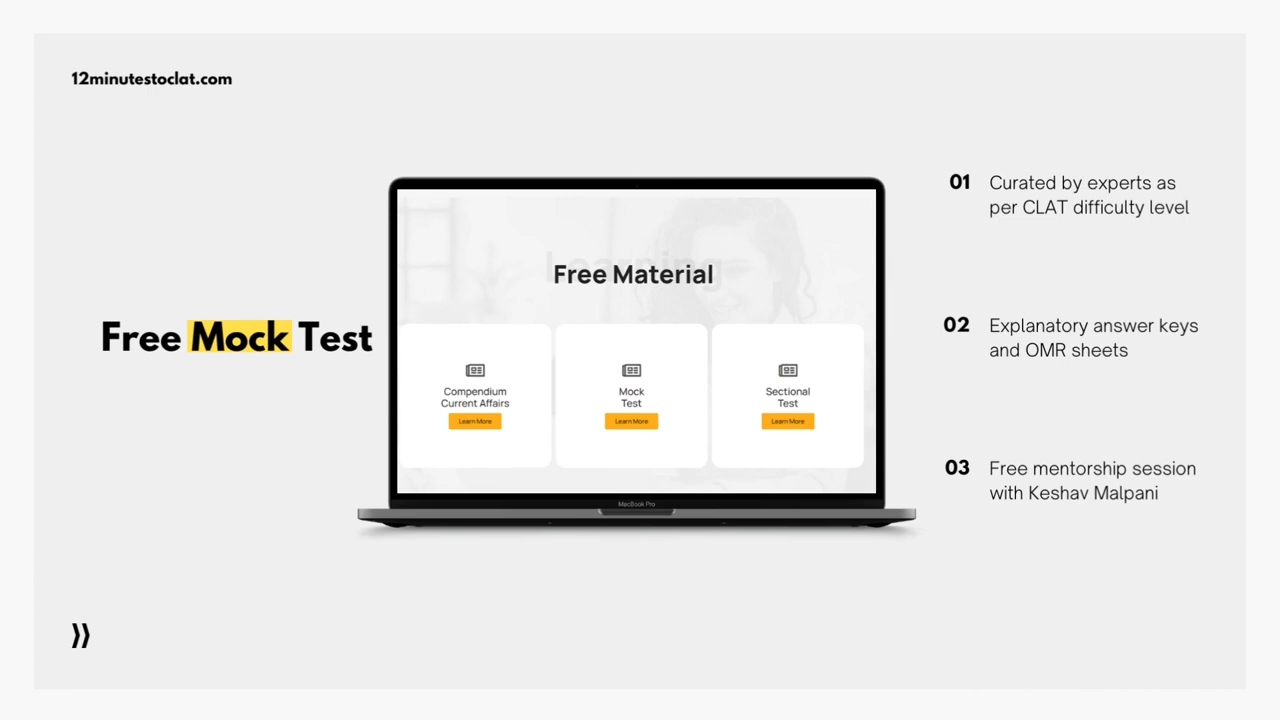 12minutestoclat.com
Free Mock Test
Learning
Free Material
Compendium
Current Affairs
Learn More
Mock
Test
Learn More
Sectional
Test
Learn More
MacBook Pro
01 Curated by experts as
per CLAT difficulty level
02 Explanatory answer keys
and OMR sheets
03 Free mentorship session
with Keshav Malpani